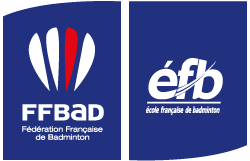 FFBaD
Fédération Française
de Badminton
éfb
école française de badminton